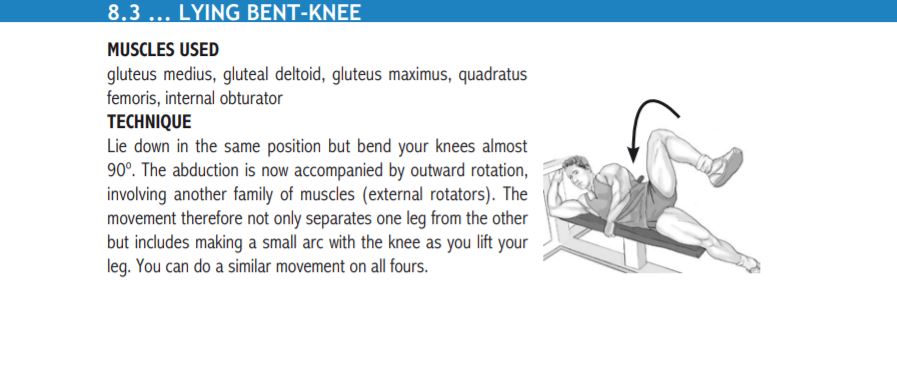 8.3 ... LYING BENT-KNEE
MUSCLES USED
gluteus medius, gluteal deltoid, gluteus maximus, quadratus
femoris, internal obturator
TECHNIQUE
Lie down in the same position but bend your knees almost
90º. The abduction is now accompanied by outward rotation,
involving another family of muscles (external rotators). The
movement therefore not only separates one leg from the other
but includes making a small arc with the knee as you lift your
leg. You can do a similar movement on all fours.